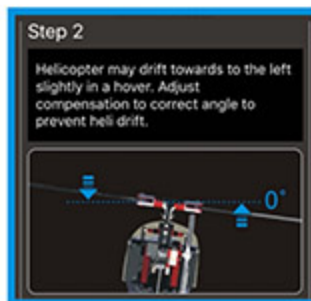 Step 2
Helicopter may drift towards to the left
slightly in a hover. Adjust
compensation to correct angle to
prevent heli drift.
0°